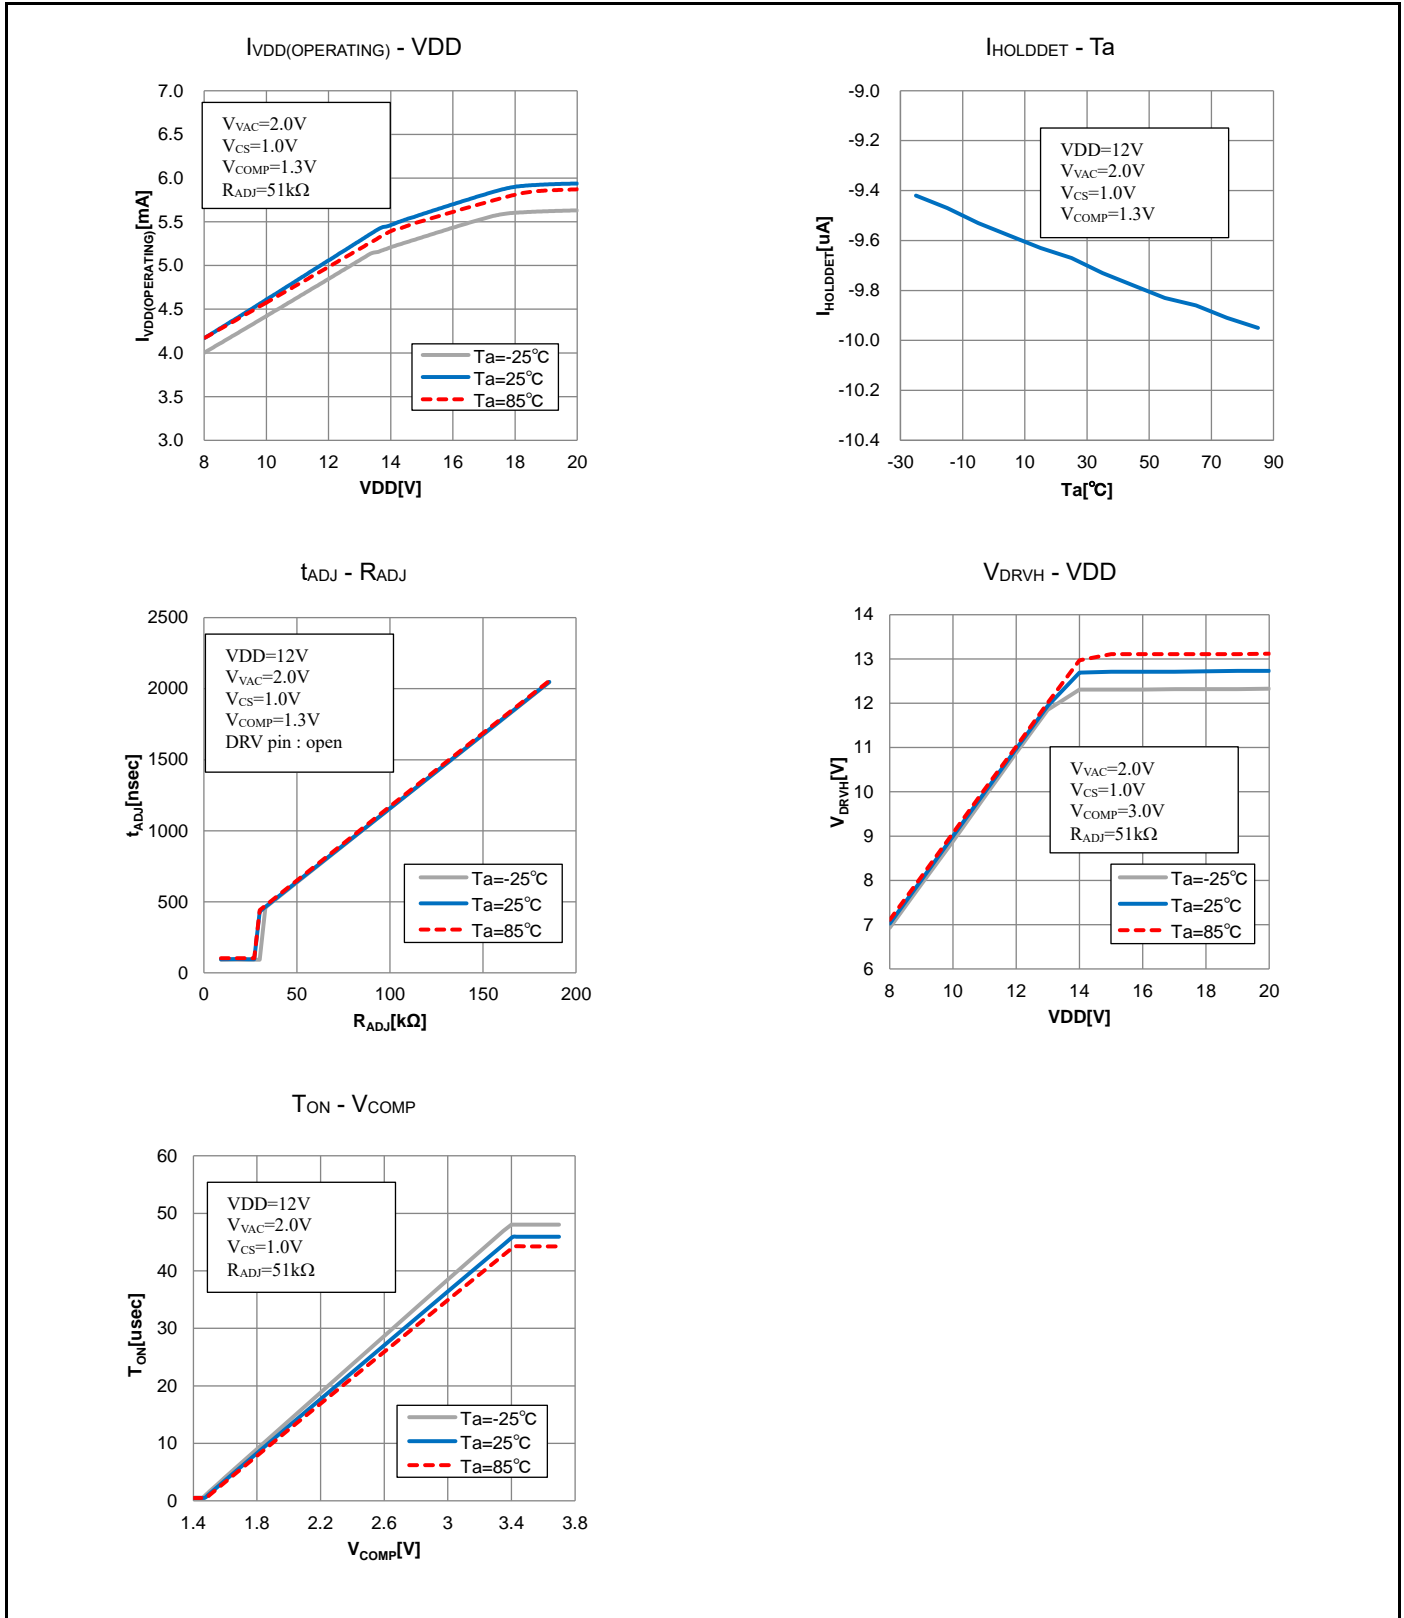 IVDD(OPERATING) - VDD
7.0
6.5
6.0
5.5
5.0
4.5
4.0
3.5
3.0
IVDD(OPERATING)[mA]
VVAC=2.0V
VCS=1.0V
VCOMP=1.3V
RADJ=51kΩ
Ta=-25℃
Ta=25℃
Ta=85℃
8 10 12 14 16 18 20
VDD[V]
IHOLDDET - Ta
-9.0
-9.2
-9.4
-9.6
-9.8
-10.0
-10.2
-10.4
IHOLDDET[uA]
VDD=12V
VVAC=2.0V
VCS=1.0V
VCOMP=1.3V
-30 -10 10 30 50 70 90
Ta[℃]
tADJ - RADJ
2500
2000
1500
1000
500
0
tADJ[nsec]
VDD=12V
VVAC=2.0V
VCS=1.0V
VCOMP=1.3V
DRV pin : open
Ta=-25℃
Ta=25℃
Ta=85℃
0 50 100 150 200
RADJ[kΩ]
VDRVH - VDD
14
13
12
11
10
9
8
7
6
VDRVH[V]
VVAC=2.0V
VCS=1.0V
VCOMP=3.0V
RADJ=51kΩ
Ta=-25℃
Ta=25℃
Ta=85℃
8 10 12 14 16 18 20
VDD[V]
TON - VCOMP
60
50
40
30
20
10
0
TON[usec]
VDD=12V
VVAC=2.0V
VCS=1.0V
RADJ=51kΩ
Ta=-25℃
Ta=25℃
Ta=85℃
1.4 1.8 2.2 2.6 3 3.4 3.8
VCOMP[V]